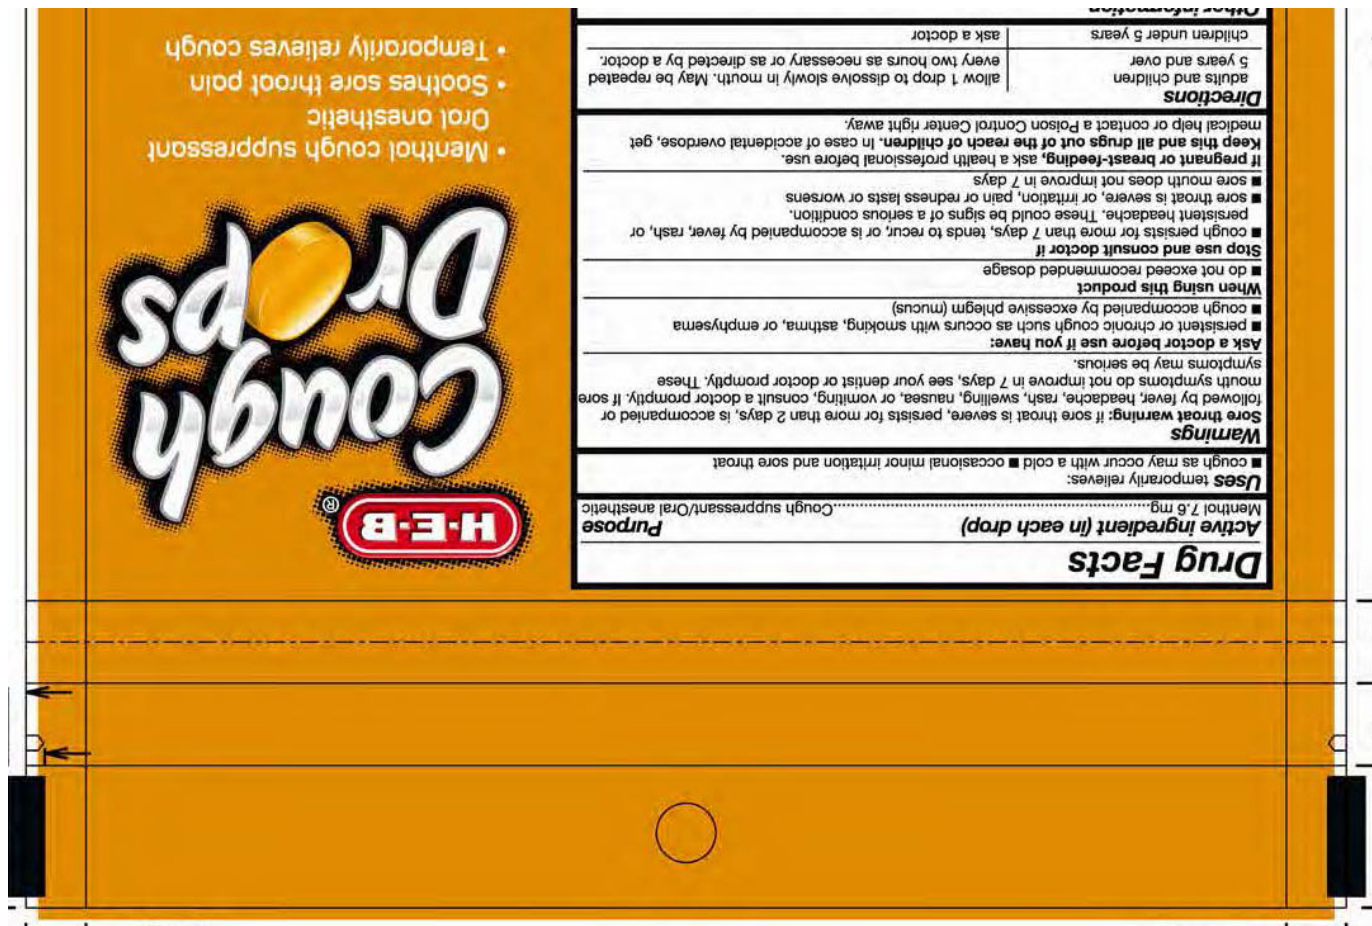 Drug Facts
Active ingredient (in each drop) Purpose
Menthol 7.6 mg..........................................................Cough suppressant/Oral anesthetic
Uses temporarily relieves:
■ cough as may occur with a cold ■ occasional minor irritation and sore throat
Warnings
Sore throat warning: if sore throat is severe, persists for more than 2 days, is accompanied or
followed by fever, headache, rash, swelling, nausea, or vomiting, consult a doctor promptly. If sore
mouth symptoms do not improve in 7 days, see your dentist or doctor promptly. These
symptoms may be serious.
Ask a doctor before use if you have:
■ persistent or chronic cough such as occurs with smoking, asthma, or emphysema
■ cough accompanied by excessive phlegm (mucus)
When using this product
■ do not exceed recommended dosage
Stop use and consult doctor if
■ cough persists for more than 7 days, tends to recur, or is accompanied by fever, rash, or
persistent headache. These could be signs of a serious condition.
■ sore throat is severe, or irritation, pain or redness lasts or worsens
■ sore mouth does not improve in 7 days
If pregnant or breast-feeding, ask a health professional before use.
Keep this and all drugs out of the reach of children. In case of accidental overdose, get
medical help or contact a Poison Control Center right away.
Directions
adults and children allow 1 drop to dissolve slowly in mouth. May be repeated
5 years and over every two hours as necessary or as directed by a doctor.
children under 5 years ask a doctor
Other information
H-E-B®
Cough
Drops
• Menthol cough suppressant
Oral anesthetic
• Soothes sore throat pain
• Temporarily relieves cough